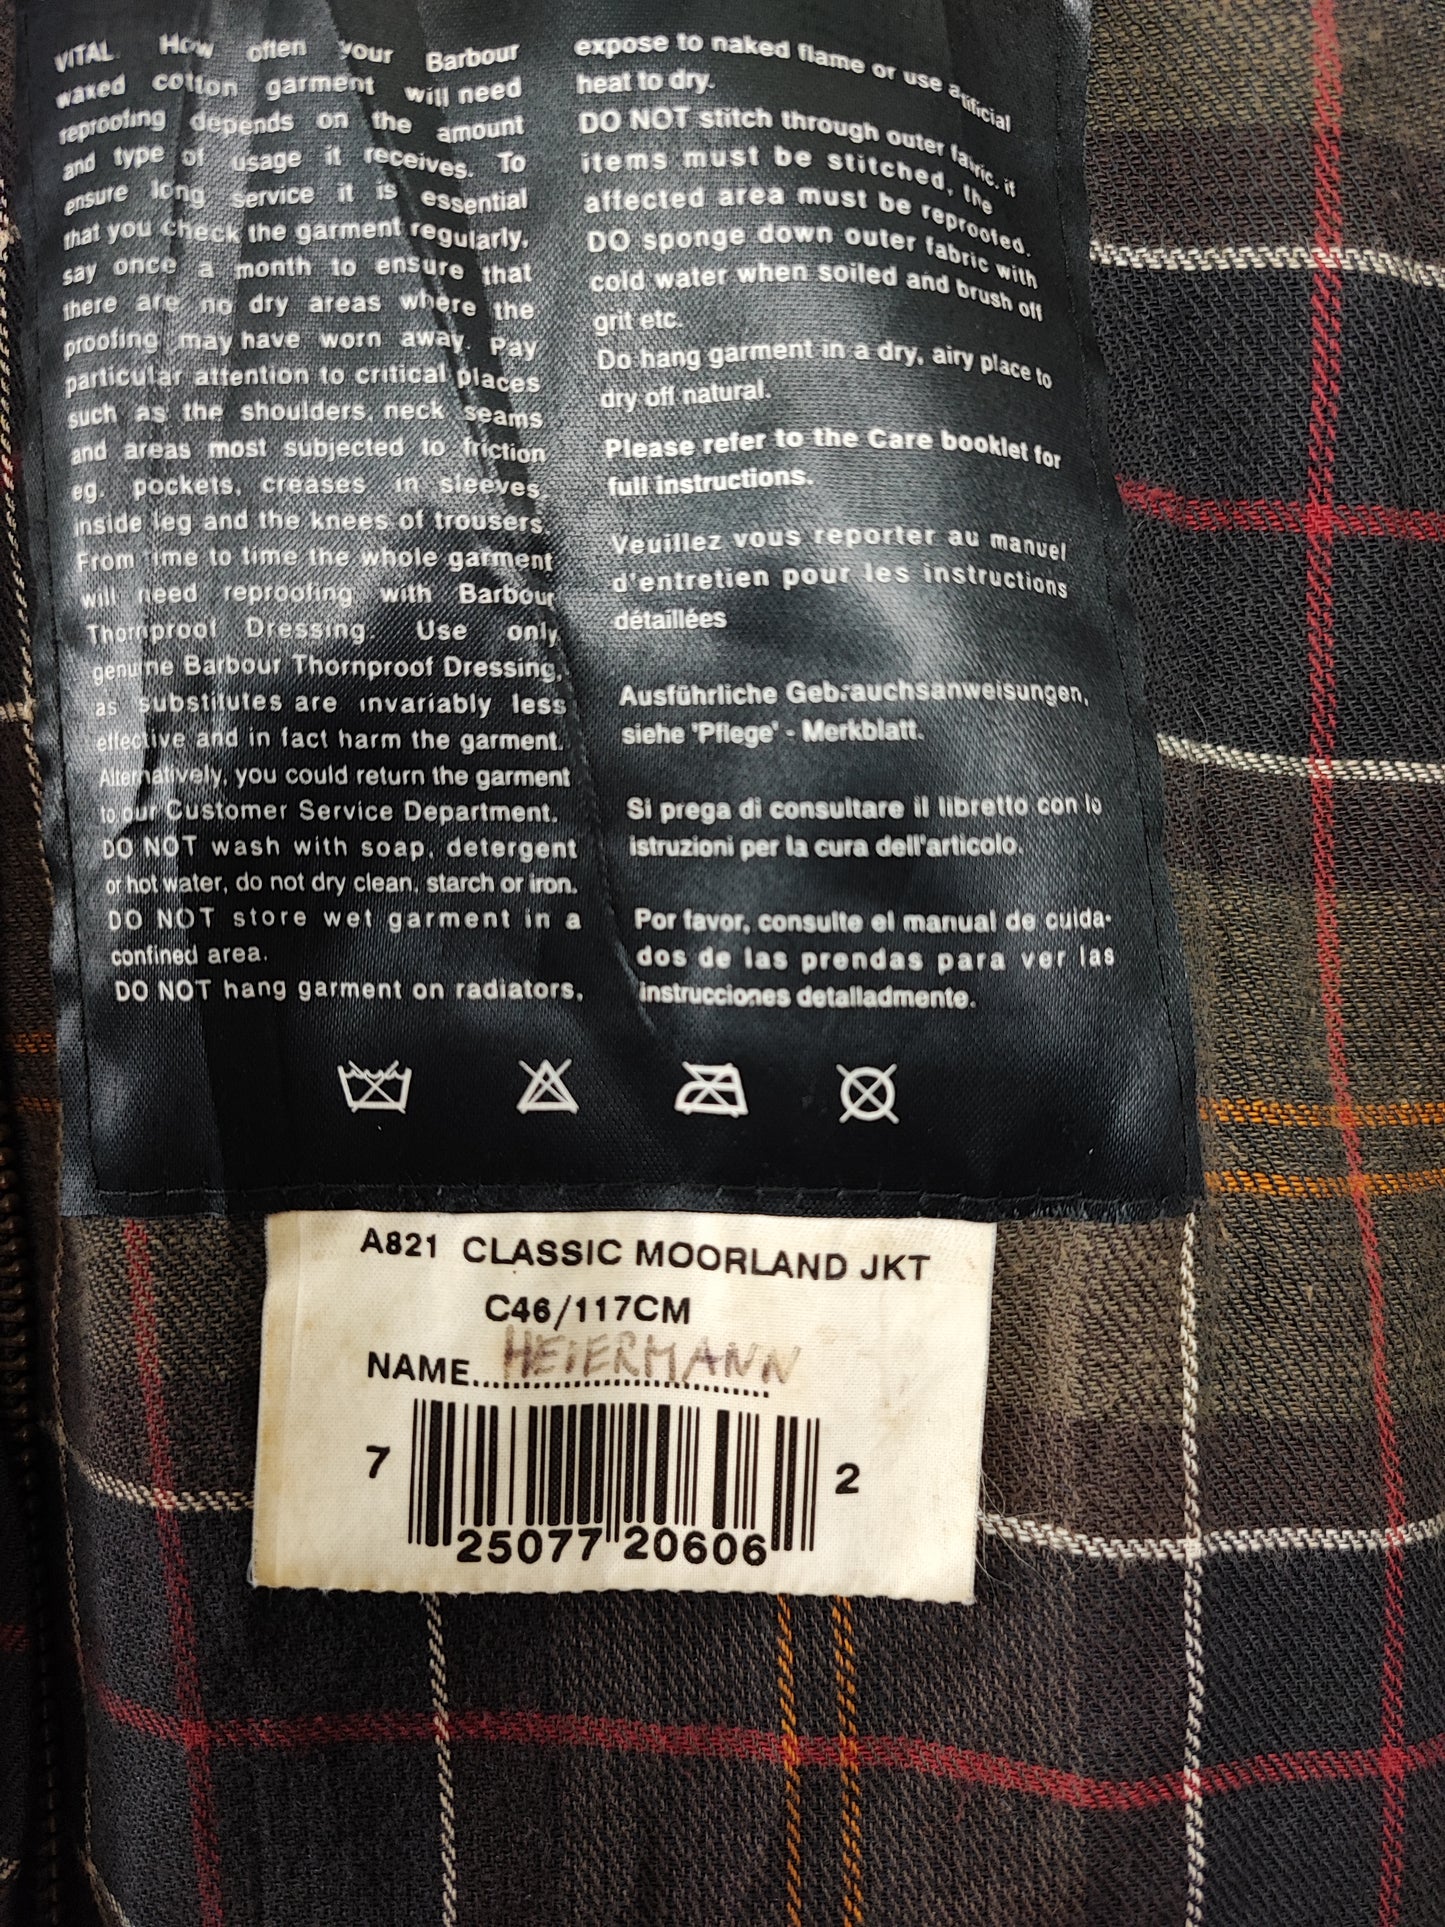 VITAL. How often your Barbour
waxed cotton garment will need
reproofing depends on the amount
and type of usage it receives. To
ensure long service it is essential
that you check the garment regularly,
say once a month to ensure that
there are no dry areas where the
proofing may have worn away. Pay
particular attention to critical places
such as the shoulders, neck seams
and areas most subjected to friction
eg. pockets, creases in sleeves,
inside leg and the knees of trousers.
From time to time the whole garment
will need reproofing with Barbour
Thornproof Dressing. Use only
genuine Barbour Thornproof Dressing,
as substitutes are invariably less
effective and in fact harm the garment.
Alternatively, you could return the garment
to our Customer Service Department.
DO NOT wash with soap, detergent
or hot water, do not dry clean, starch or iron.
DO NOT store wet garment in a
confined area.
DO NOT hang garment on radiators,
expose to naked flame or use artificial
heat to dry.
DO NOT stitch through outer fabric. if
items must be stitched, the
affected area must be reproofed.
DO sponge down outer fabric with
cold water when soiled and brush off
grit etc.
Do hang garment in a dry, airy place to
dry off natural.
Please refer to the Care booklet for
full instructions.
Veuillez vous reporter au manuel
d'entretien pour les instructions
détaillées
Ausführliche Gebrauchsanweisungen,
siehe 'Pflege' - Merkblatt.
Si prega di consultare il libretto con le
istruzioni per la cura dell'articolo.
Por favor, consulte el manual de cuida-
dos de las prendas para ver las
instrucciones detalladmente.
A821 CLASSIC MOORLAND JKT
C46/117CM
NAME HEIERMANN
7 25077 20606 2